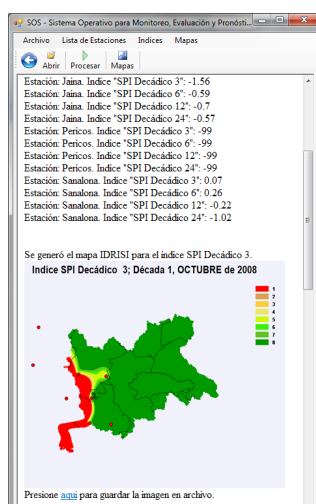 SOS - Sistema Operativo para Monitoreo, Evaluación y Pronósti...
Archivo Lista de Estaciones Indices Mapas
Abrir Procesar Mapas
Estación: Jaina. Indice "SPI Decádico 3": -1.56
Estación: Jaina. Indice "SPI Decádico 6": -0.59
Estación: Jaina. Indice "SPI Decádico 12": -0.7
Estación: Jaina. Indice "SPI Decádico 24": -0.57
Estación: Pericos. Indice "SPI Decádico 3": -99
Estación: Pericos. Indice "SPI Decádico 6": -99
Estación: Pericos. Indice "SPI Decádico 12": -99
Estación: Pericos. Indice "SPI Decádico 24": -99
Estación: Sanalona. Indice "SPI Decádico 3": 0.07
Estación: Sanalona. Indice "SPI Decádico 6": 0.26
Estación: Sanalona. Indice "SPI Decádico 12": -0.22
Estación: Sanalona. Indice "SPI Decádico 24": -1.02
Se generó el mapa IDRISI para el indice SPI Decádico 3.
Indice SPI Decádico 3; Década 1, OCTUBRE de 2008
1
2
3
4
5
6
7
8
Presione aqui para guardar la imagen en archivo.